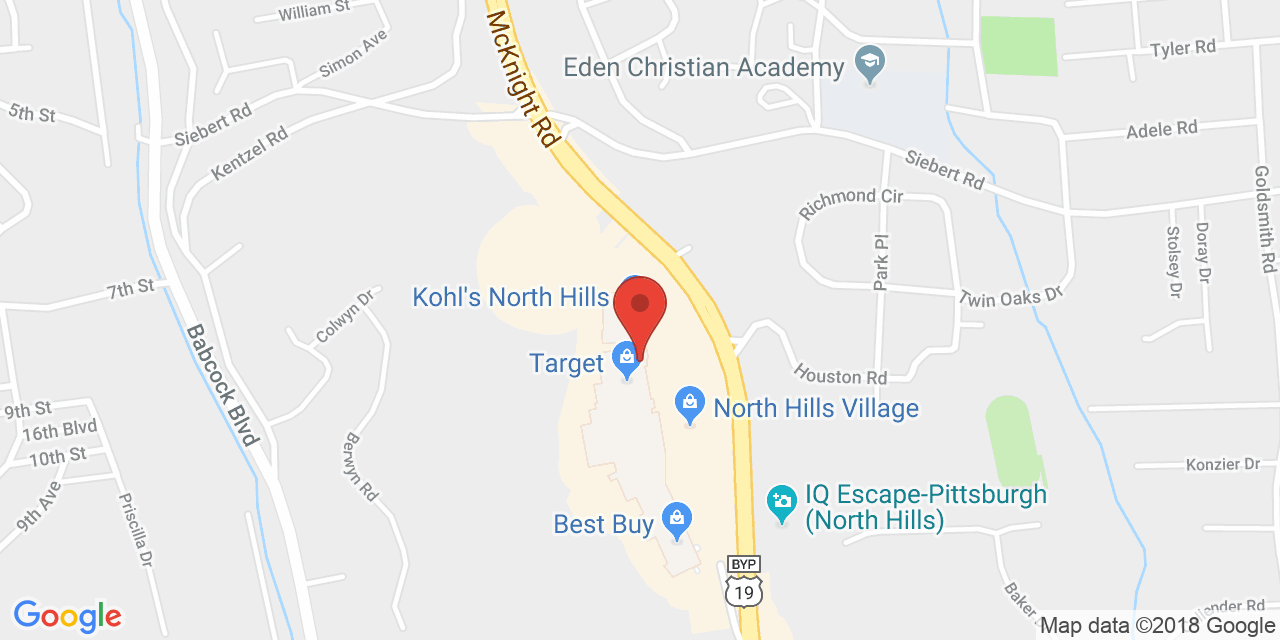 William St
McKnight Rd
Simon Ave
Tyler Rd
Eden Christian Academy
5th St
Siebert Rd
Kentzel Rd
Adele Rd
Siebert Rd
Goldsmith Rd
Richmond Cir
Park Pl
Stolsey Dr
Doray Dr
7th St
Colwyn Dr
Kohl's North Hills
Twin Oaks Dr
Babcock Blvd
Target
Houston Rd
North Hills Village
9th St
16th Blvd
10th St
Berwyn Rd
Konzier Dr
9th Ave
Priscilla Dr
IQ Escape-Pittsburgh
(North Hills)
Best Buy
BYP
19
Baker
Rd
Google
Map data ©2018 Google